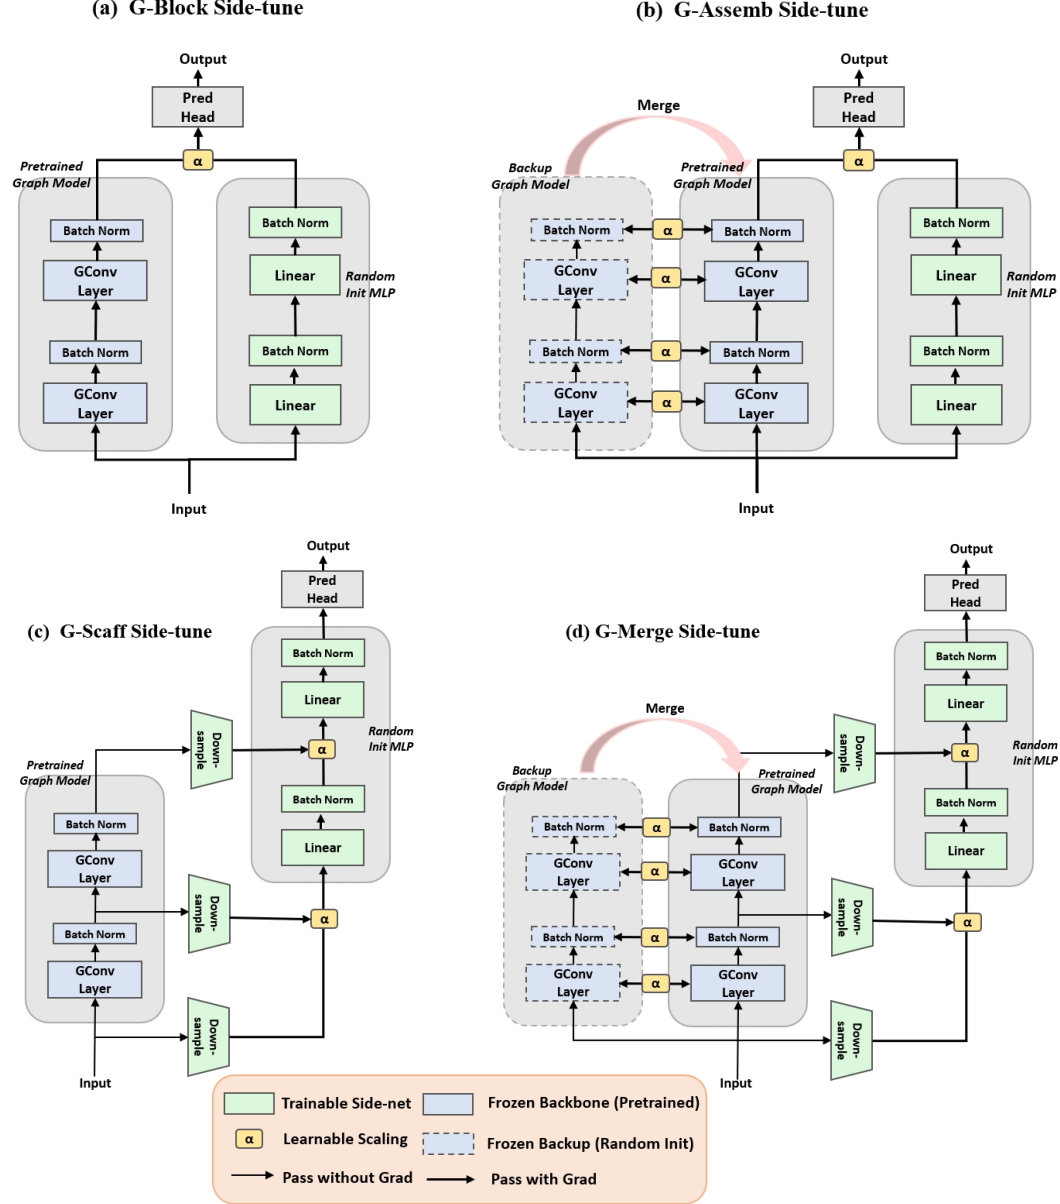 (a) G-Block Side-tune
Output
Pred
Head
α
Pretrained
Graph Model
Batch Norm
GConv
Layer
Batch Norm
GConv
Layer
Batch Norm
Linear
Random
Init MLP
Batch Norm
Linear
Input
(b) G-Assemb Side-tune
Output
Pred
Head
Merge
α
Backup
Graph Model
Pretrained
Graph Model
Batch Norm
α
Batch Norm
GConv
Layer
α
GConv
Layer
Batch Norm
α
Batch Norm
GConv
Layer
α
GConv
Layer
Batch Norm
Linear
Random
Init MLP
Batch Norm
Linear
Input
(c) G-Scaff Side-tune
Output
Pred
Head
Batch Norm
Linear
Random
Init MLP
α
Batch Norm
Linear
α
Down-
sample
Down-
sample
Down-
sample
Pretrained
Graph Model
Batch Norm
GConv
Layer
Batch Norm
GConv
Layer
Input
(d) G-Merge Side-tune
Output
Pred
Head
Batch Norm
Linear
Random
Init MLP
α
Batch Norm
Linear
α
Merge
Down-
sample
Down-
sample
Down-
sample
Backup
Graph Model
Pretrained
Graph Model
Batch Norm
α
Batch Norm
GConv
Layer
α
GConv
Layer
Batch Norm
α
Batch Norm
GConv
Layer
α
GConv
Layer
Input
Trainable Side-net
Frozen Backbone (Pretrained)
α
Learnable Scaling
Frozen Backup (Random Init)
Pass without Grad
Pass with Grad